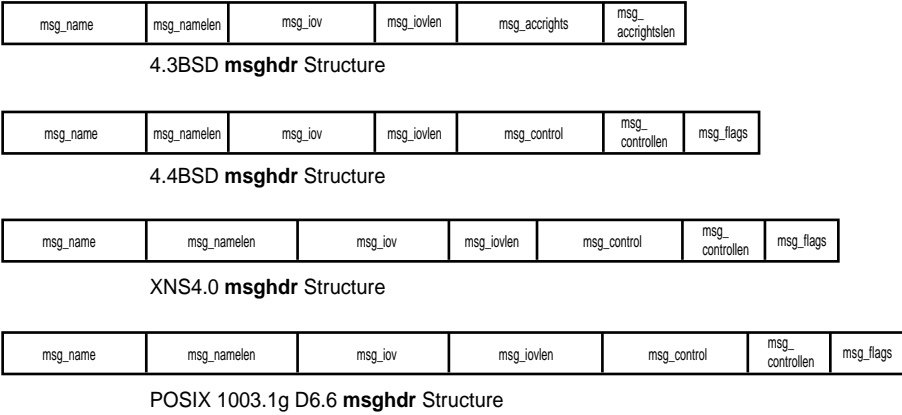 msg_name msg_namelen msg_iov msg_iovlen msg_accrights msg_
accrightslen
4.3BSD msghdr Structure
msg_name msg_namelen msg_iov msg_iovlen msg_control msg_
controllen msg_flags
4.4BSD msghdr Structure
msg_name msg_namelen msg_iov msg_iovlen msg_control msg_
controllen msg_flags
XNS4.0 msghdr Structure
msg_name msg_namelen msg_iov msg_iovlen msg_control msg_
controllen msg_flags
POSIX 1003.1g D6.6 msghdr Structure